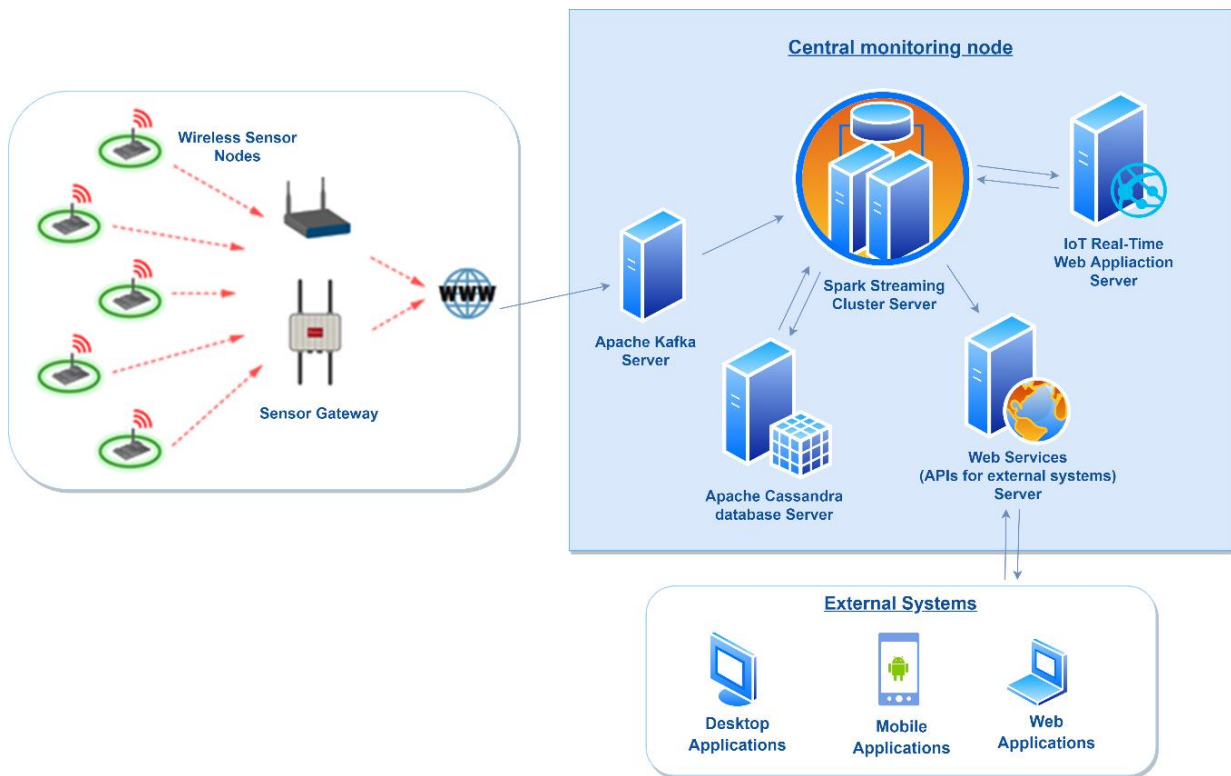 Central monitoring node
Wireless Sensor
Nodes
WWW
Sensor Gateway
Apache Kafka
Server
Spark Streaming
Cluster Server
IoT Real-Time
Web Appliaction
Server
Apache Cassandra
database Server
Web Services
(APIs for external systems)
Server
External Systems
Desktop
Applications
Mobile
Applications
Web
Applications